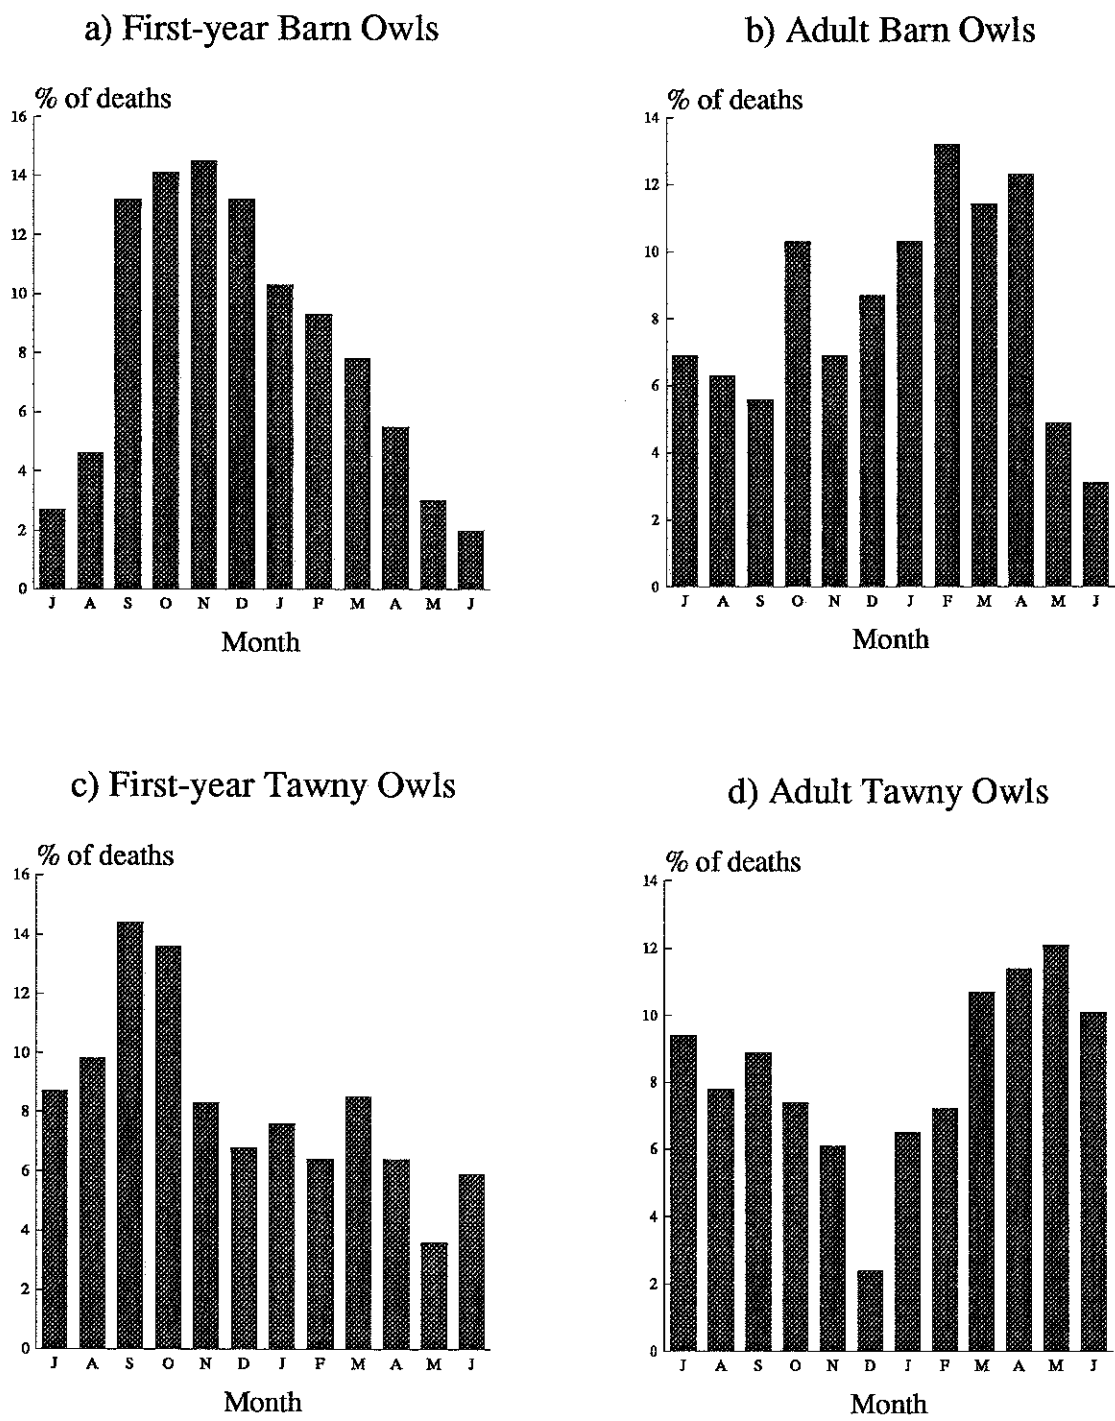 a) First-year Barn Owls
% of deaths
16
14
12
10
8
6
4
2
0
J A S O N D J F M A M J
Month
b) Adult Barn Owls
% of deaths
14
12
10
8
6
4
2
0
J A S O N D J F M A M J
Month
c) First-year Tawny Owls
% of deaths
16
14
12
10
8
6
4
2
0
J A S O N D J F M A M J
Month
d) Adult Tawny Owls
% of deaths
14
12
10
8
6
4
2
0
J A S O N D J F M A M J
Month